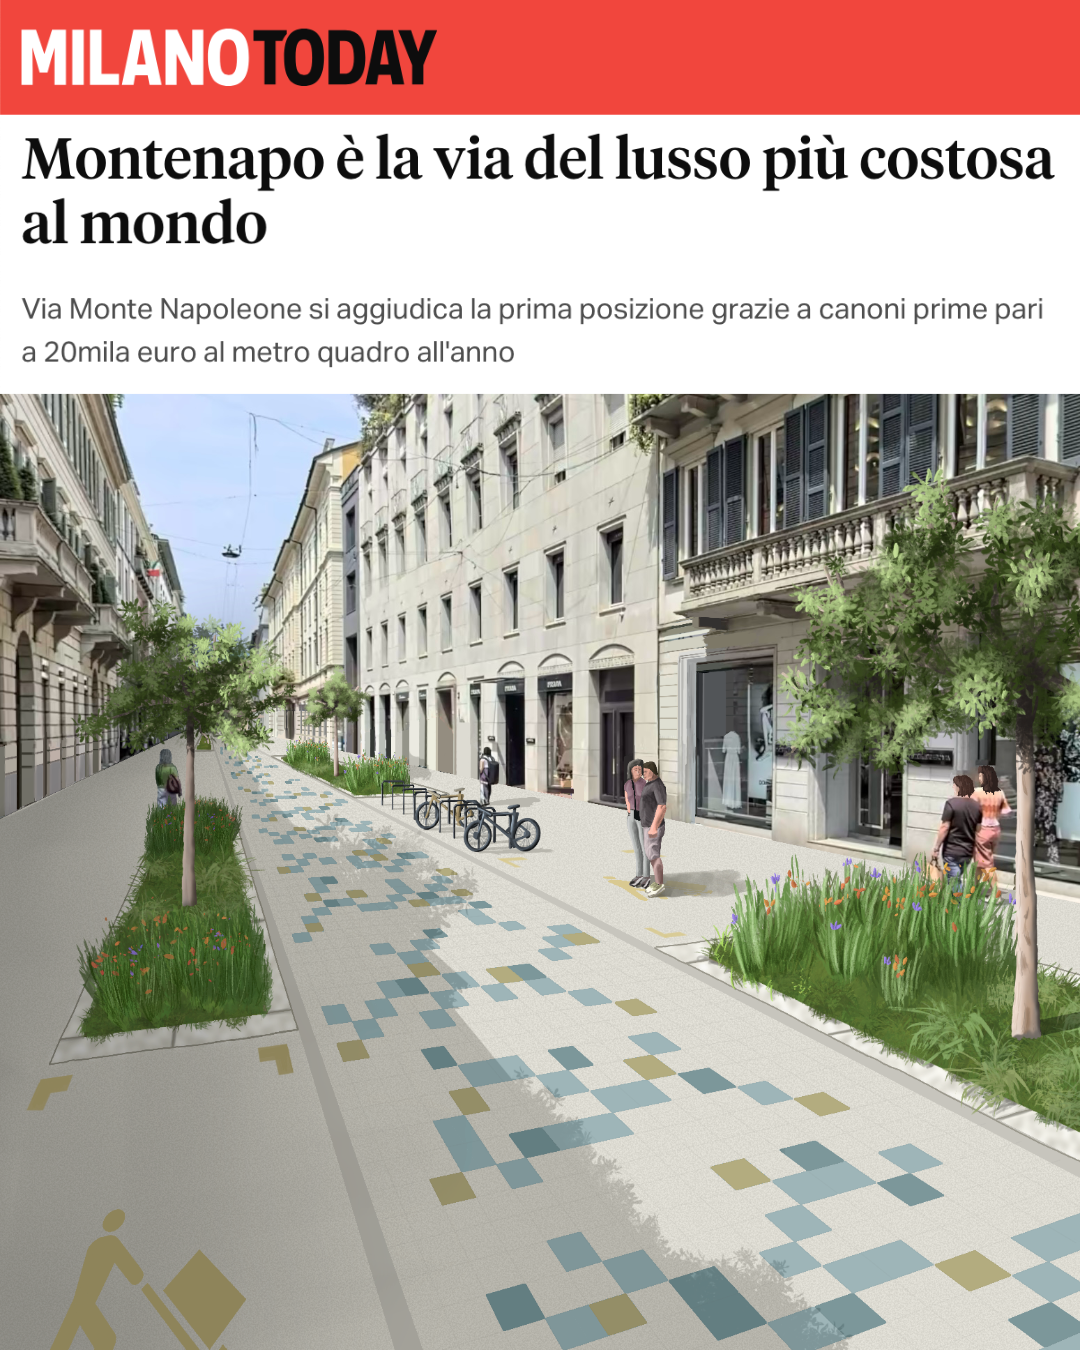 MILANOTODAY
Montenapo è la via del lusso più costosa
al mondo
Via Monte Napoleone si aggiudica la prima posizione grazie a canoni prime pari
a 20mila euro al metro quadro all'anno
PRADA